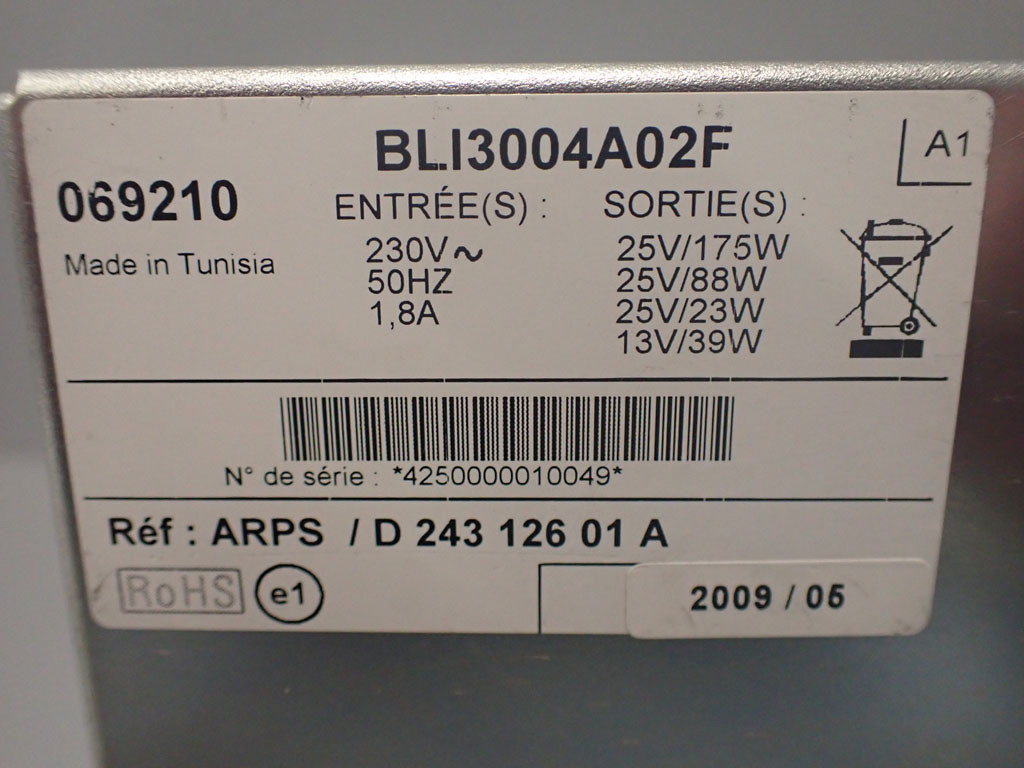 BLI3004A02F
A1
069210
Made in Tunisia
ENTRÉE(S) :
230V~
50HZ
1,8A
SORTIE(S) :
25V/175W
25V/88W
25V/23W
13V/39W
N° de série : *4250000010049*
Réf : ARPS / D 243 126 01 A
RoHS e1
2009 / 05